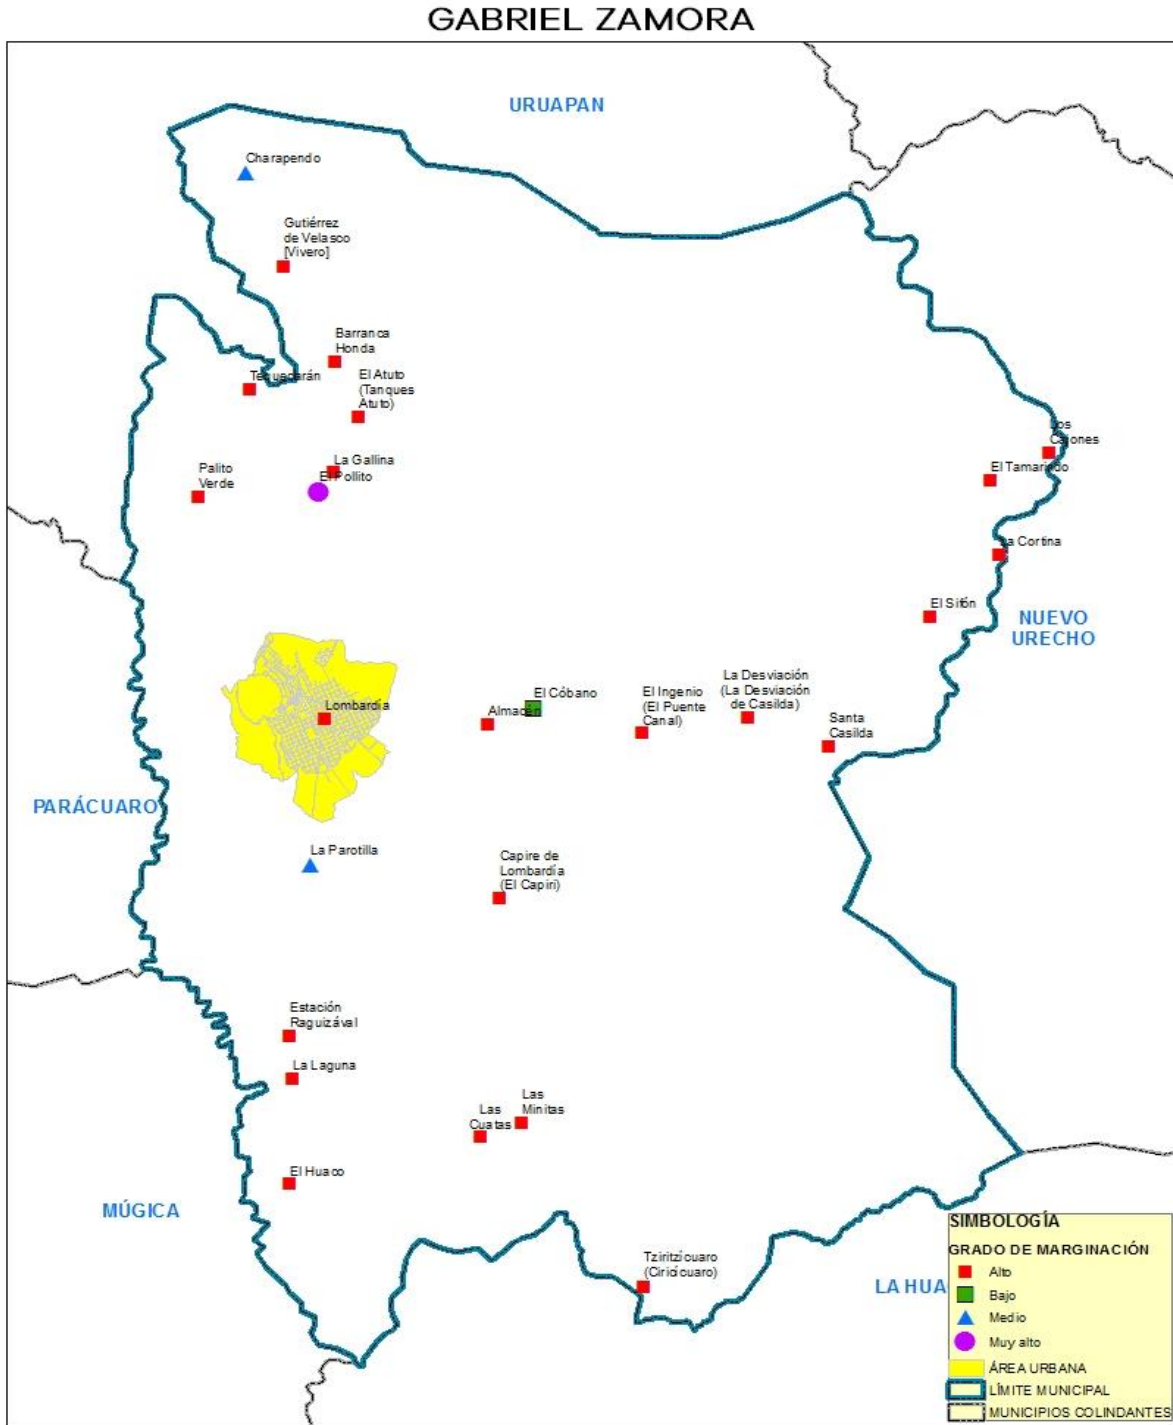 GABRIEL ZAMORA
URUAPAN
Charapendo
Gutiérrez
de Velasco
[Vivero]
Barranca
Honda
El Atuto
(Tanques
Atuto)
La Gallina
El Pollito
Palito
Verde
Cajones
El Tamarindo
La Cortina
El Sifón
NUEVO
URECHO
Lombardía
Almacén
El Cóbano
El Ingenio
(El Puente
Canal)
La Desviación
(La Desviación
de Casilda)
Santa
Casilda
PARÁCUARO
La Parotilla
Capire de
Lombardía
(El Capiri)
Estación
Raguizával
La Laguna
Las
Cuatas
Las
Minitas
El Huaco
MÚGICA
Tziritzícuaro
(Ciricícuaro)
LA HUA
SIMBOLOGÍA
GRADO DE MARGINACIÓN
Alto
Bajo
Medio
Muy alto
ÁREA URBANA
LÍMITE MUNICIPAL
MUNICIPIOS COLINDANTES